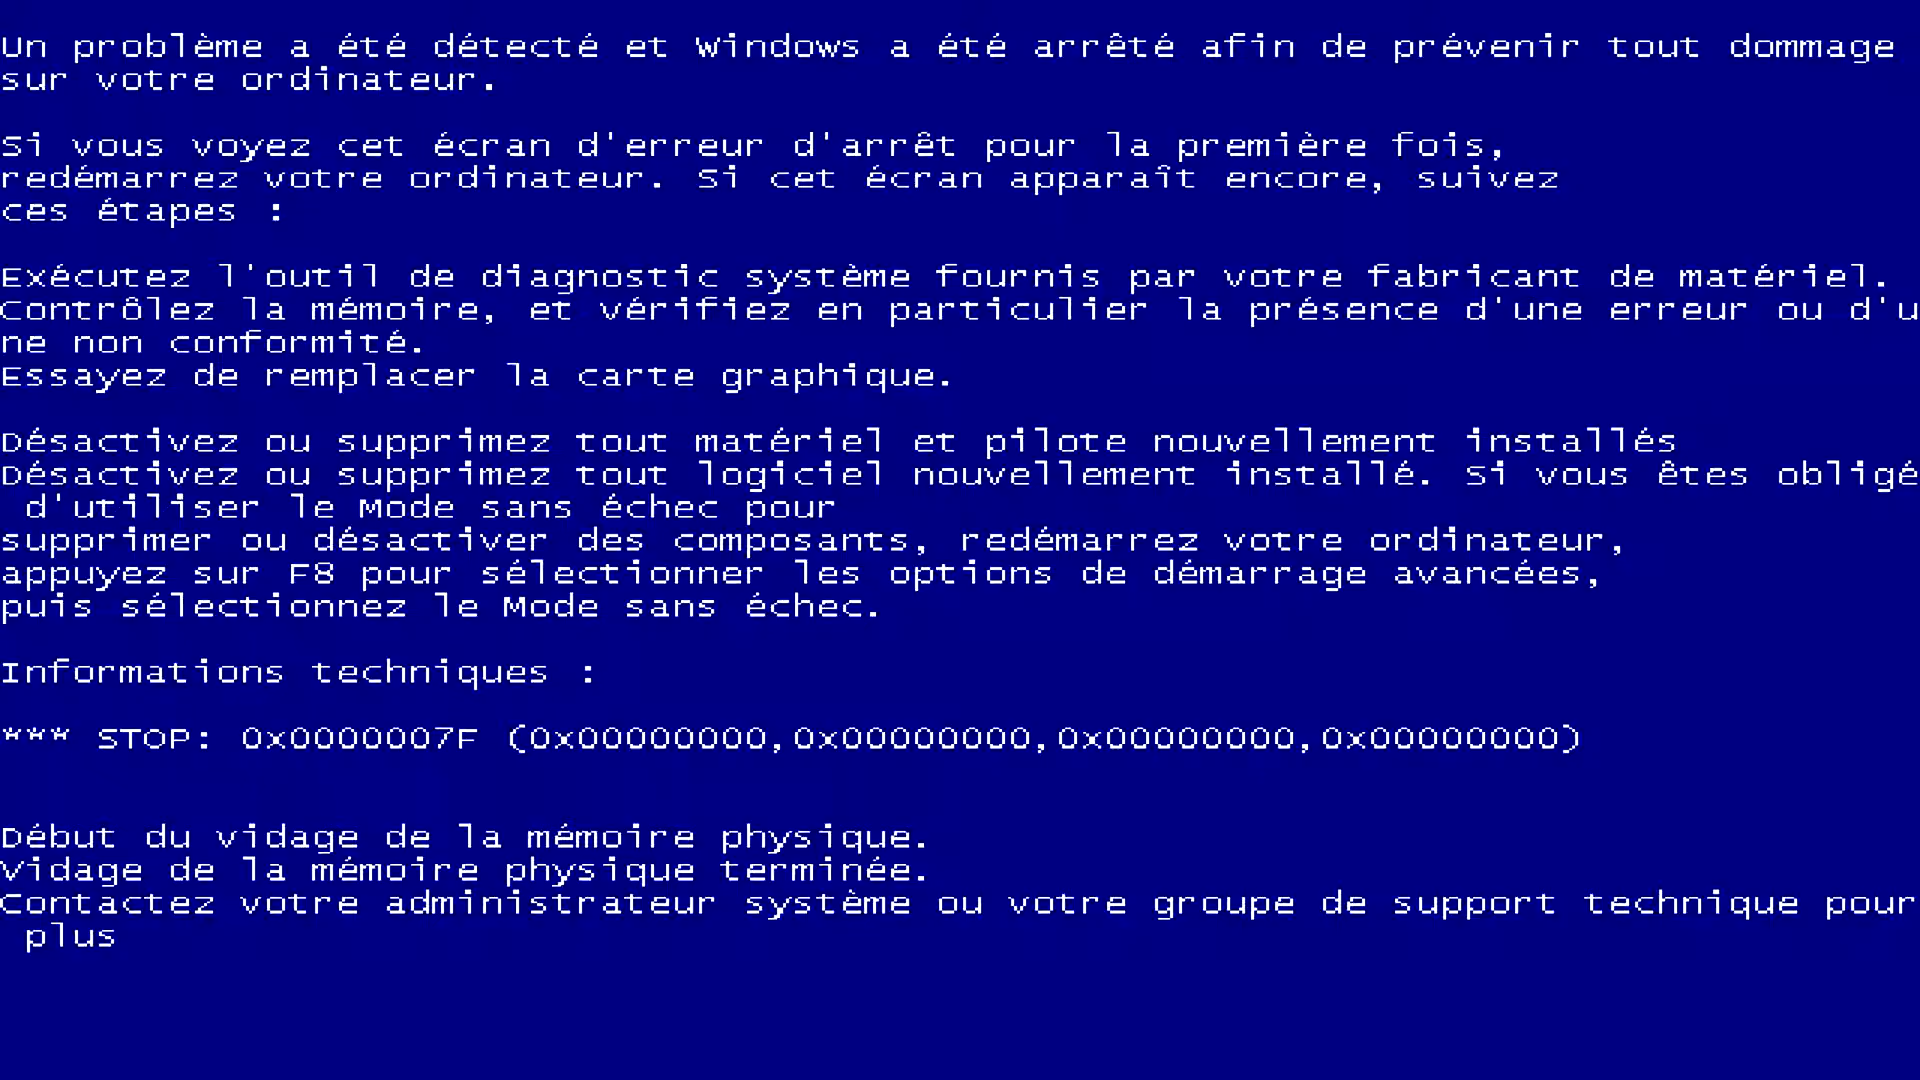 Un problème a été détecté et Windows a été arrêté afin de prévenir tout dommage
sur votre ordinateur.
Si vous voyez cet écran d'erreur d'arrêt pour la première fois,
redémarrez votre ordinateur. Si cet écran apparaît encore, suivez
ces étapes :
Exécutez l'outil de diagnostic système fournis par votre fabricant de matériel.
Contrôlez la mémoire, et vérifiez en particulier la présence d'une erreur ou d'u
ne non conformité.
Essayez de remplacer la carte graphique.
Désactivez ou supprimez tout matériel et pilote nouvellement installés
Désactivez ou supprimez tout logiciel nouvellement installé. Si vous êtes obligé
d'utiliser le Mode sans échec pour
supprimer ou désactiver des composants, redémarrez votre ordinateur,
appuyez sur F8 pour sélectionner les options de démarrage avancées,
puis sélectionnez le Mode sans échec.
Informations techniques :
*** STOP: 0x0000007F (0x00000000,0x00000000,0x00000000,0x00000000)
Début du vidage de la mémoire physique.
Vidage de la mémoire physique terminée.
Contactez votre administrateur système ou votre groupe de support technique pour
plus